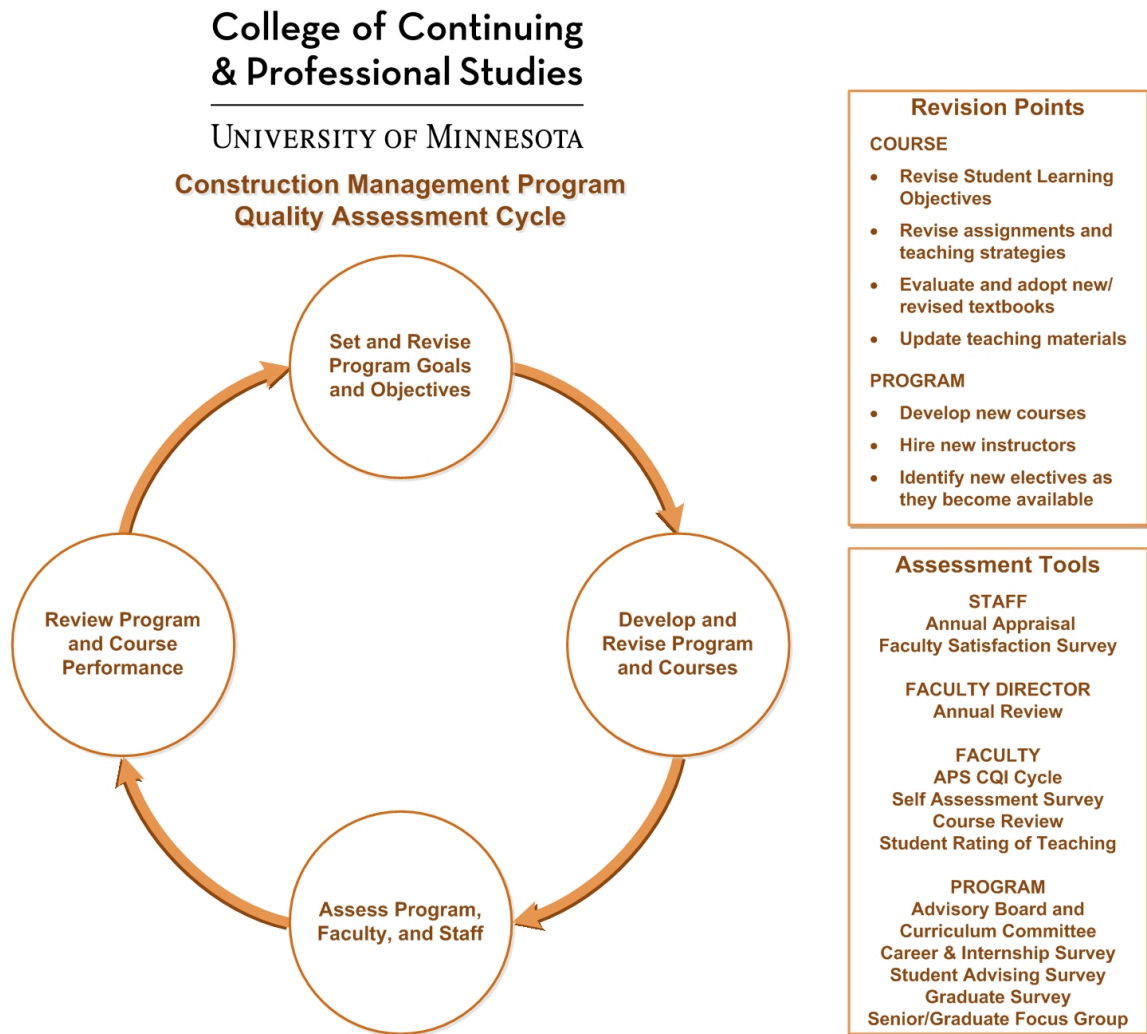 College of Continuing
& Professional Studies
UNIVERSITY OF MINNESOTA
Construction Management Program
Quality Assessment Cycle
Set and Revise
Program Goals
and Objectives
Develop and
Revise Program
and Courses
Assess Program,
Faculty, and Staff
Review Program
and Course
Performance
Revision Points
COURSE
• Revise Student Learning
Objectives
• Revise assignments and
teaching strategies
• Evaluate and adopt new/
revised textbooks
• Update teaching materials
PROGRAM
• Develop new courses
• Hire new instructors
• Identify new electives as
they become available
Assessment Tools
STAFF
Annual Appraisal
Faculty Satisfaction Survey
FACULTY DIRECTOR
Annual Review
FACULTY
APS CQI Cycle
Self Assessment Survey
Course Review
Student Rating of Teaching
PROGRAM
Advisory Board and
Curriculum Committee
Career & Internship Survey
Student Advising Survey
Graduate Survey
Senior/Graduate Focus Group